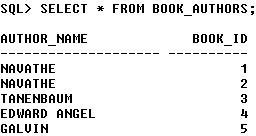 SQL> SELECT * FROM BOOK_AUTHORS;
AUTHOR_NAME BOOK_ID
-------------------- ----------
NAVATHE 1
NAVATHE 2
TANENBAUM 3
EDWARD ANGEL 4
GALVIN 5